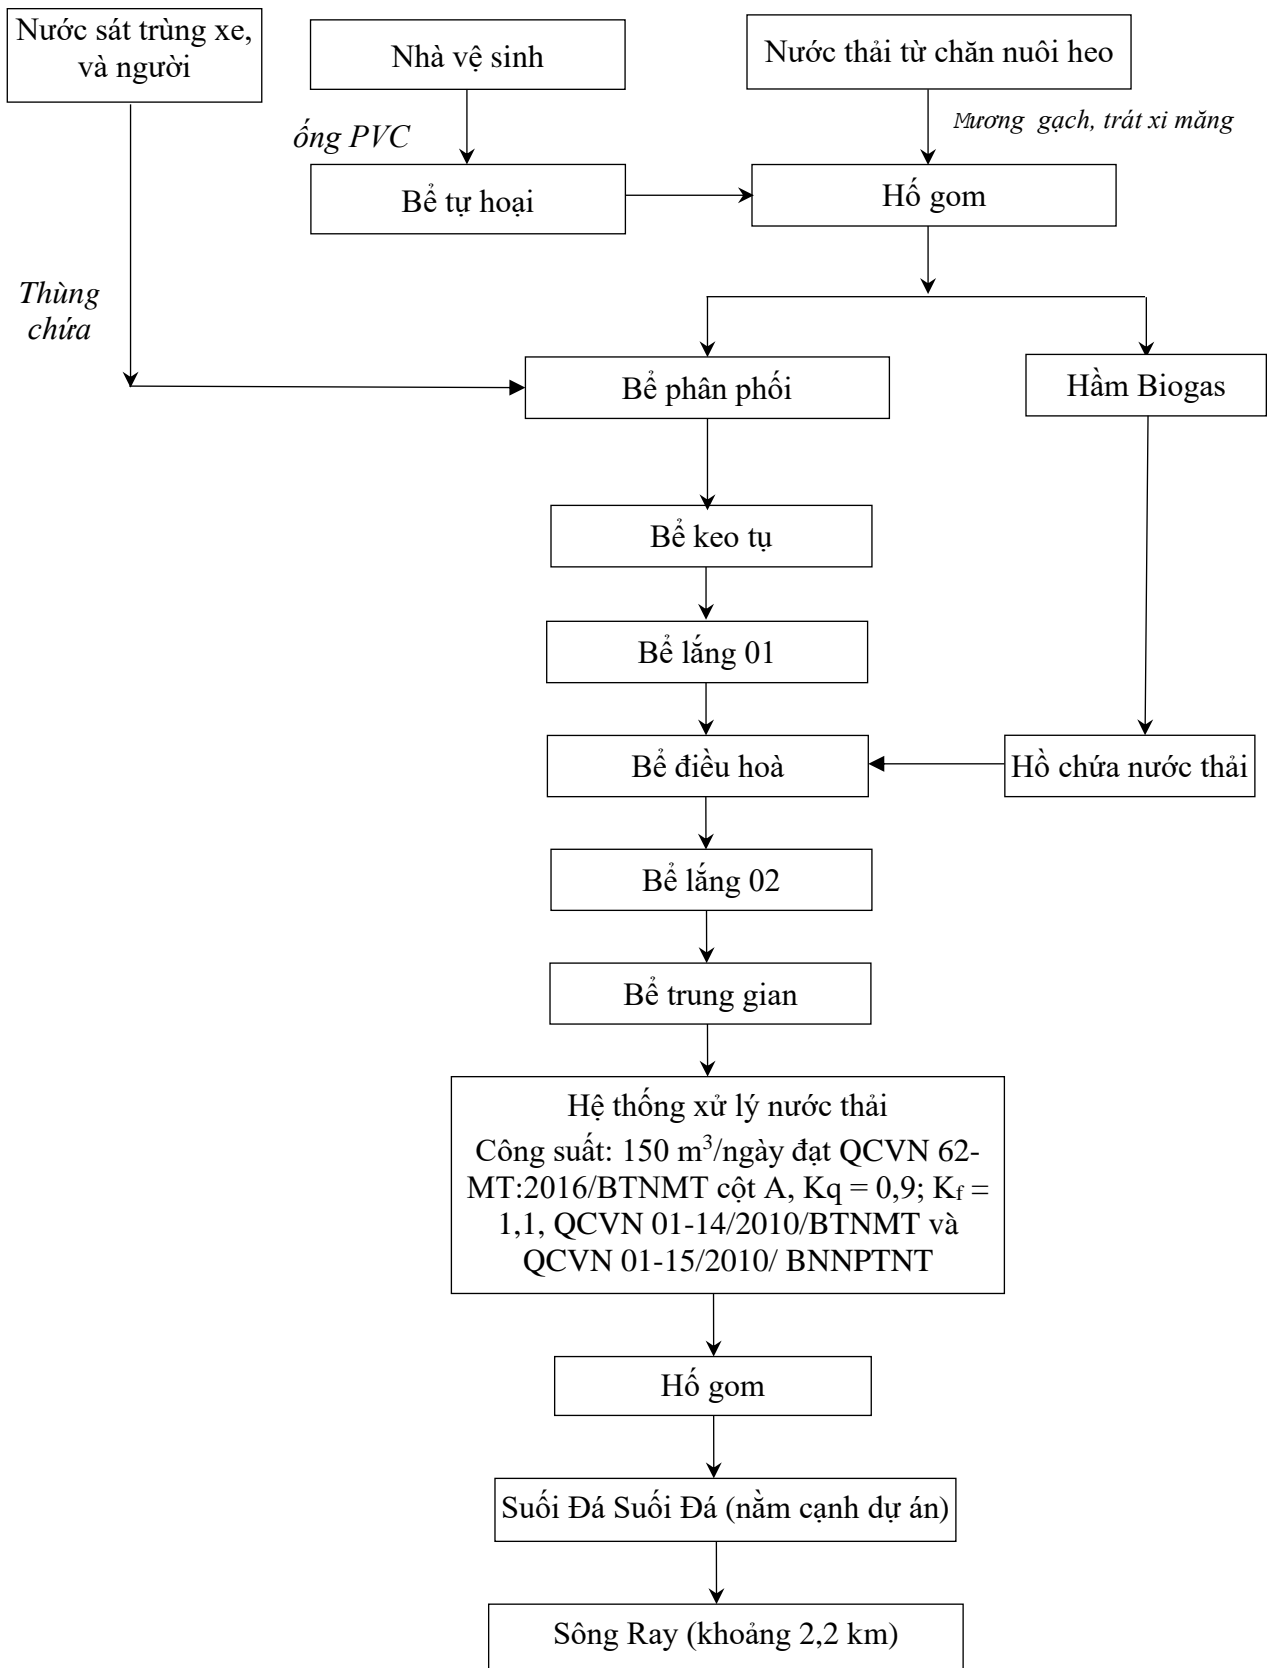 Nước sát trùng xe,
và người
Nhà vệ sinh
Nước thải từ chăn nuôi heo
ống PVC
Mương gạch, trát xi măng
Bể tự hoại
Hố gom
Thùng
chứa
Bể phân phối
Hầm Biogas
Bể keo tụ
Bể lắng 01
Bể điều hoà
Hồ chứa nước thải
Bể lắng 02
Bể trung gian
Hệ thống xử lý nước thải
Công suất: 150 m³/ngày đạt QCVN 62-
MT:2016/BTNMT cột A, Kq = 0,9; Kf =
1,1, QCVN 01-14/2010/BTNMT và
QCVN 01-15/2010/ BNNPTNT
Hố gom
Suối Đá Suối Đá (nằm cạnh dự án)
Sông Ray (khoảng 2,2 km)